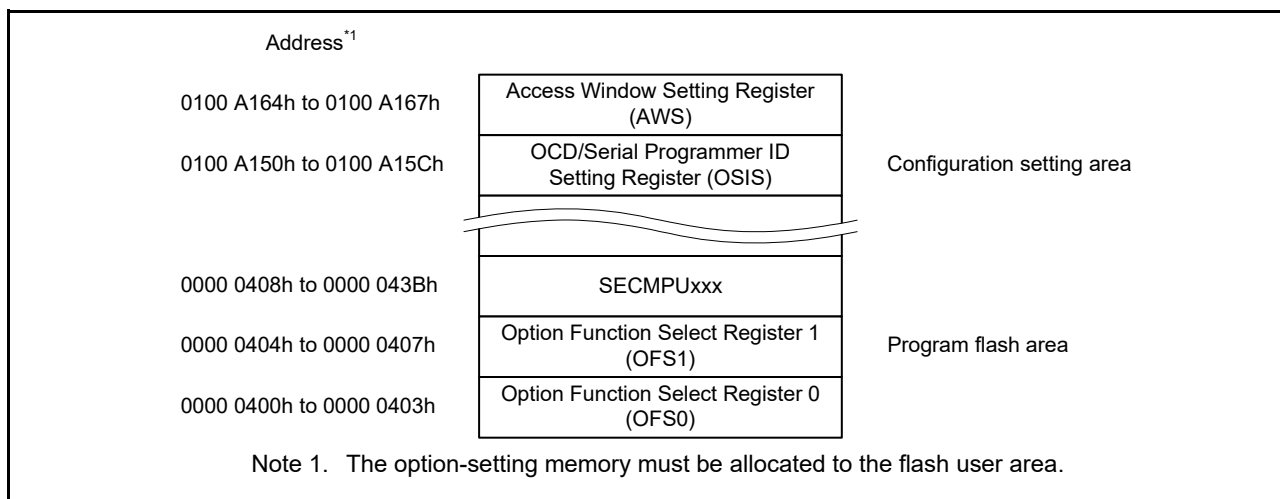 Address*1
0100 A164h to 0100 A167h
Access Window Setting Register
(AWS)
0100 A150h to 0100 A15Ch
OCD/Serial Programmer ID
Setting Register (OSIS)
Configuration setting area
0000 0408h to 0000 043Bh
SECMPUxxx
0000 0404h to 0000 0407h
Option Function Select Register 1
(OFS1)
Program flash area
0000 0400h to 0000 0403h
Option Function Select Register 0
(OFS0)
Note 1. The option-setting memory must be allocated to the flash user area.